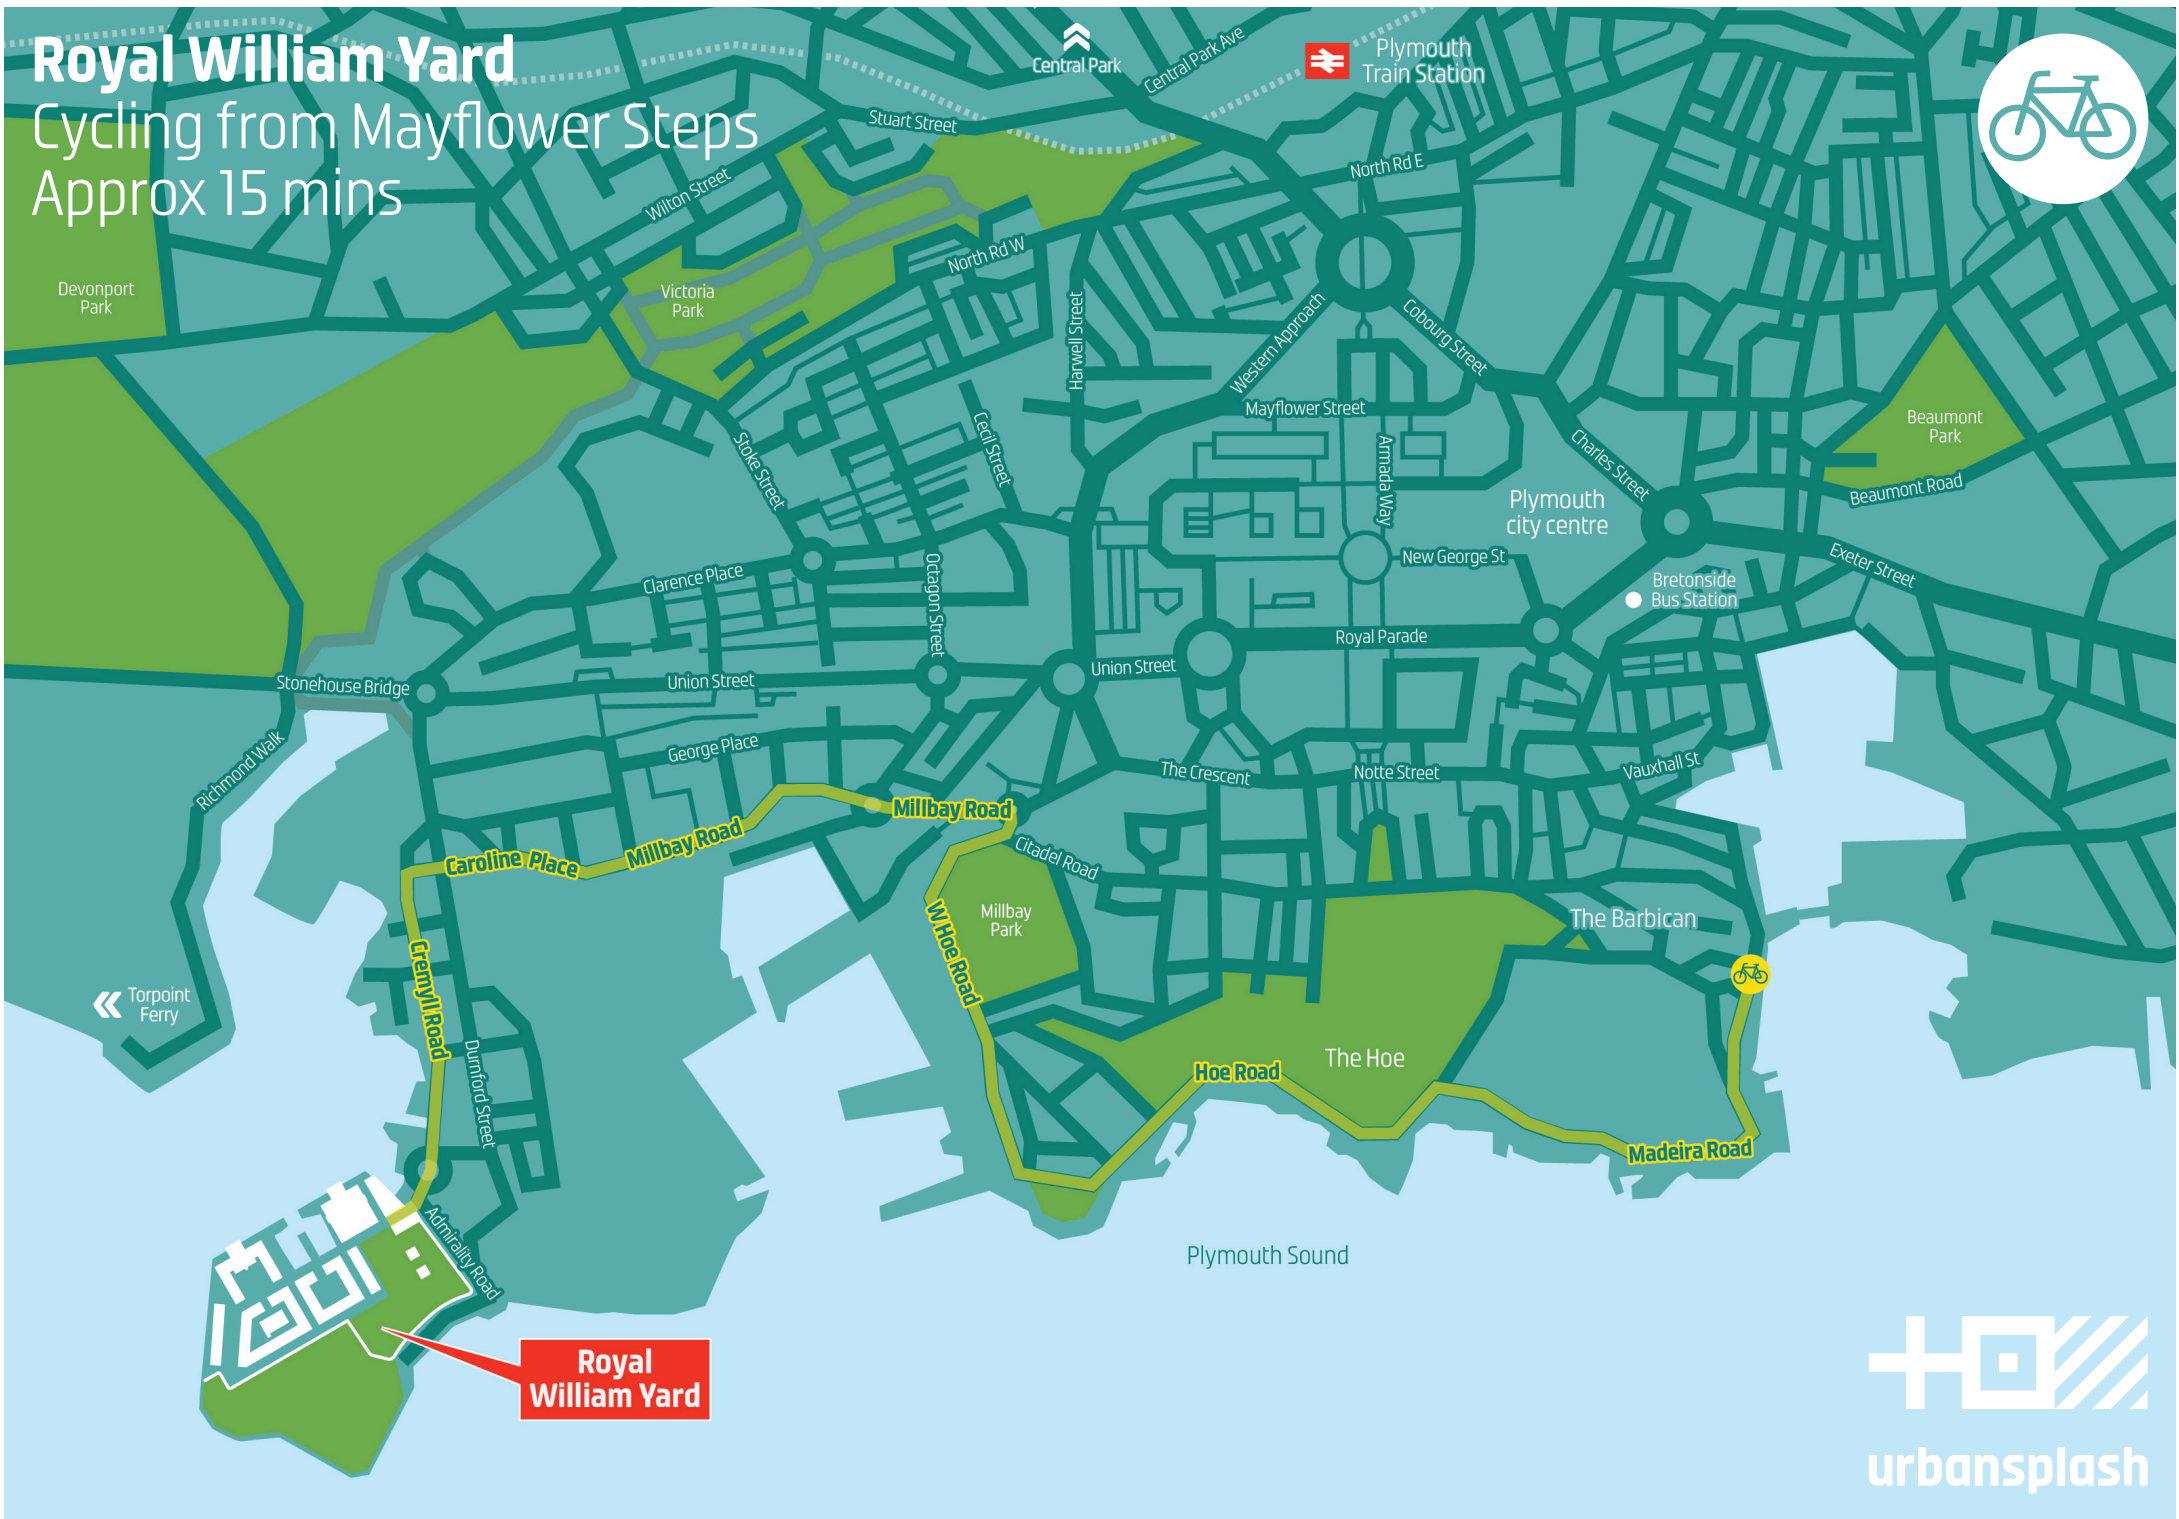 Royal William Yard
Cycling from Mayflower Steps
Approx 15 mins
Central Park
Central Park Ave
Plymouth
Train Station
Stuart Street
North Rd E
Wilton Street
North Rd W
Devonport
Park
Victoria
Park
Harwell Street
Western Approach
Cobourg Street
Mayflower Street
Beaumont
Park
Stoke Street
Cecil Street
Armada Way
Charles Street
Plymouth
city centre
Beaumont Road
Clarence Place
Octagon Street
New George St
Exeter Street
Bretonside
Bus Station
Royal Parade
Stonehouse Bridge
Union Street
Union Street
Richmond Walk
George Place
The Crescent
Notte Street
Vauxhall St
Millbay Road
Millbay Road
Caroline Place
Citadel Road
Millbay
Park
W Hoe Road
The Barbican
Cremyll Road
Torpoint
Ferry
Durnford Street
Hoe Road
The Hoe
Madeira Road
Admirality Road
Plymouth Sound
Royal
William Yard
urbansplash